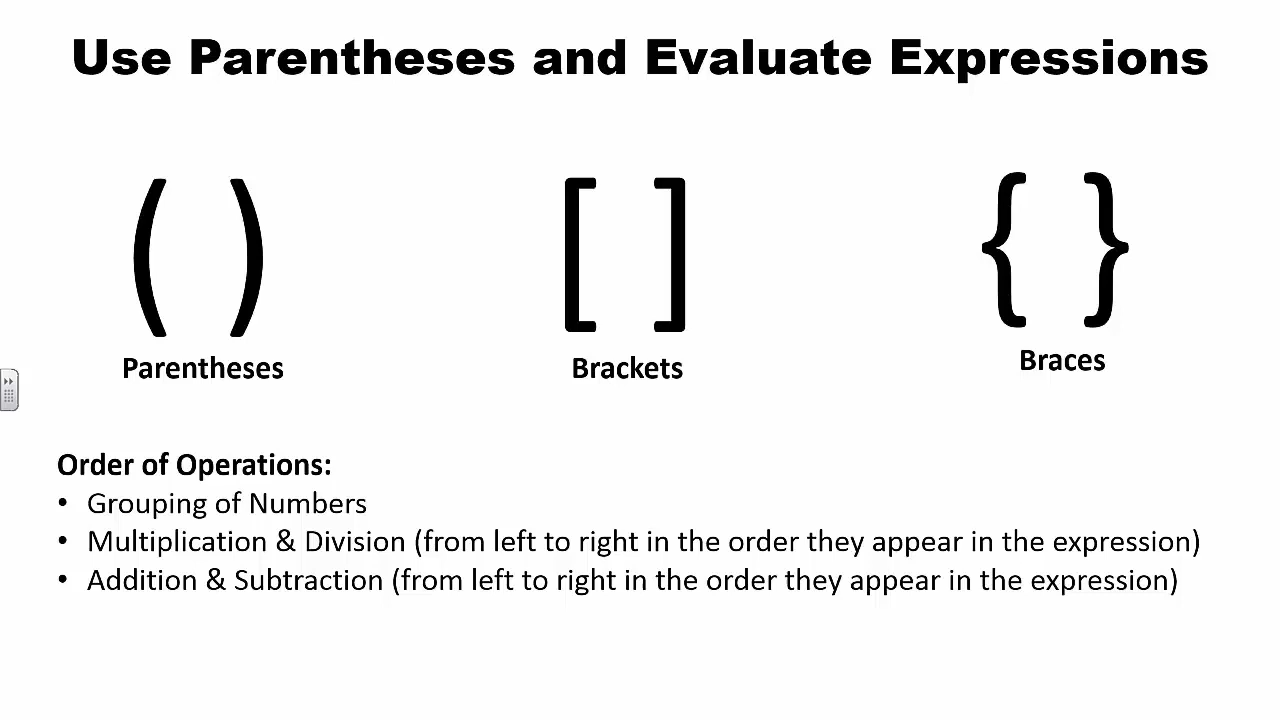 Use Parentheses and Evaluate Expressions
( ) [ ] { }
Parentheses Brackets Braces
Order of Operations:
• Grouping of Numbers
• Multiplication & Division (from left to right in the order they appear in the expression)
• Addition & Subtraction (from left to right in the order they appear in the expression)